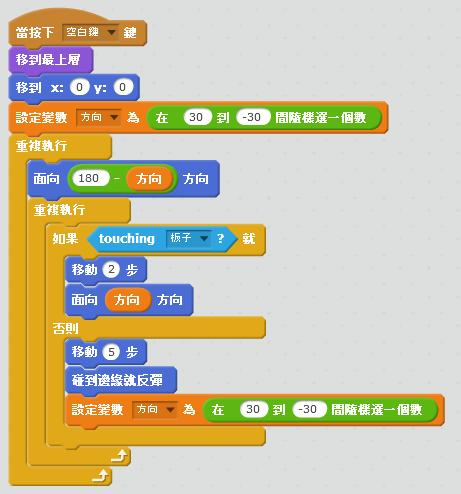 當按下 空白鍵 鍵
移到最上層
移到 x: 0 y: 0
設定變數 方向 為 在 30 到 -30 間隨機選一個數
重複執行
面向 180 - 方向 方向
重複執行
如果 touching 板子 ? 就
移動 2 步
面向 方向 方向
否則
移動 5 步
碰到邊緣就反彈
設定變數 方向 為 在 30 到 -30 間隨機選一個數